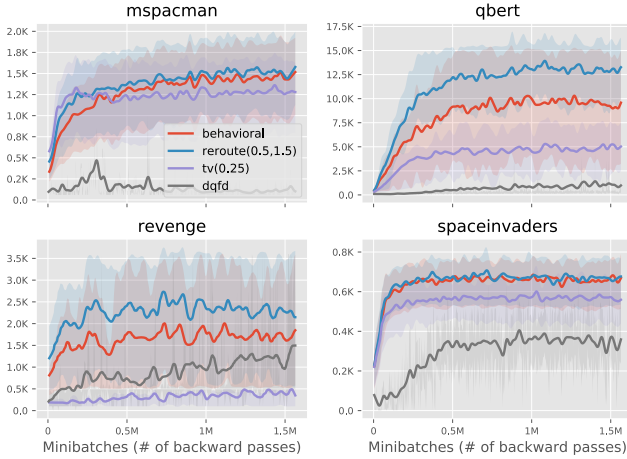 mspacman
2.0K
1.8K
1.5K
1.2K
1.0K
0.8K
0.5K
0.2K
0.0
behavioral
reroute(0.5,1.5)
tv(0.25)
dqfd
qbert
17.5K
15.0K
12.5K
10.0K
7.5K
5.0K
2.5K
0.0
revenge
3.5K
3.0K
2.5K
2.0K
1.5K
1.0K
0.5K
0.0
0
0.5M
1M
1.5M
Minibatches (# of backward passes)
spaceinvaders
0.8K
0.6K
0.4K
0.2K
0.0
0
0.5M
1M
1.5M
Minibatches (# of backward passes)